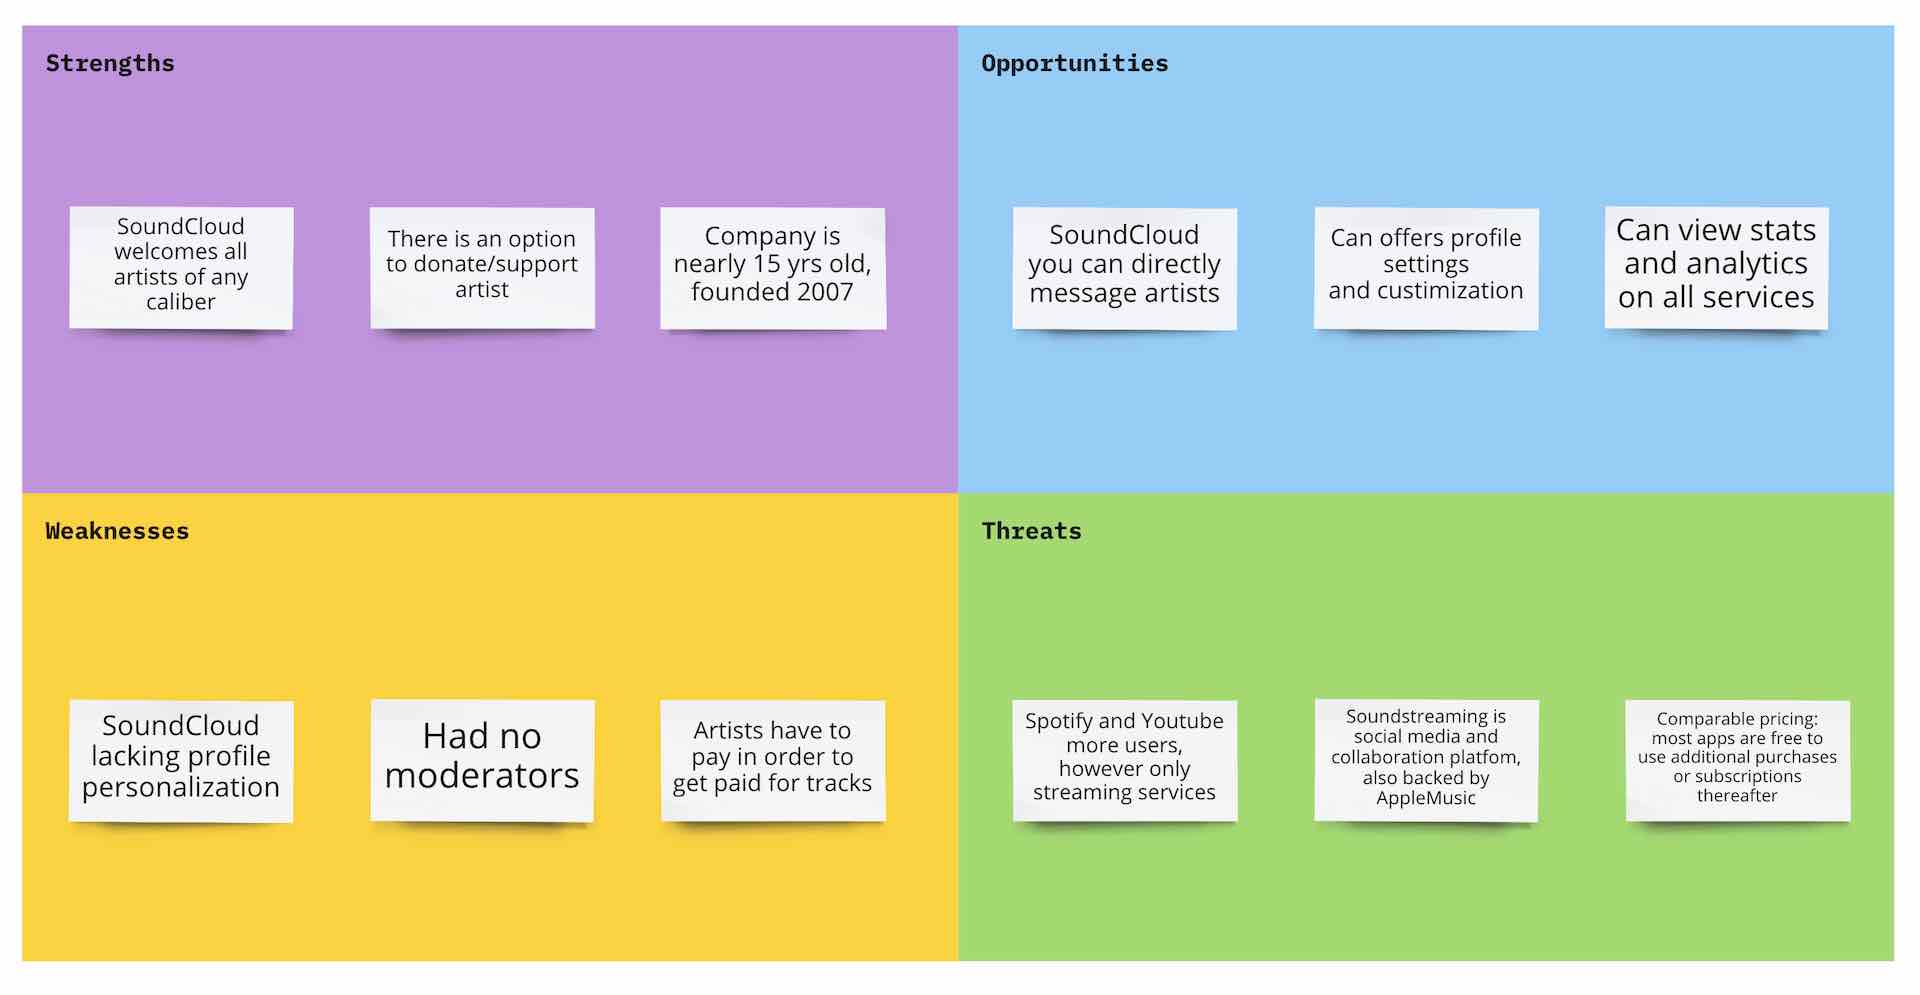 Strengths
SoundCloud
welcomes all
artists of any
caliber
There is an option
to donate/support
artist
Company is
nearly 15 yrs old,
founded 2007
Opportunities
SoundCloud
you can directly
message artists
Can offers profile
settings
and custimization
Can view stats
and analytics
on all services
Weaknesses
SoundCloud
lacking profile
personalization
Had no
moderators
Artists have to
pay in order to
get paid for tracks
Threats
Spotify and Youtube
more users,
however only
streaming services
Soundstreaming is
social media and
collaboration platfom,
also backed by
AppleMusic
Comparable pricing:
most apps are free to
use additional purchases
or subscriptions
thereafter